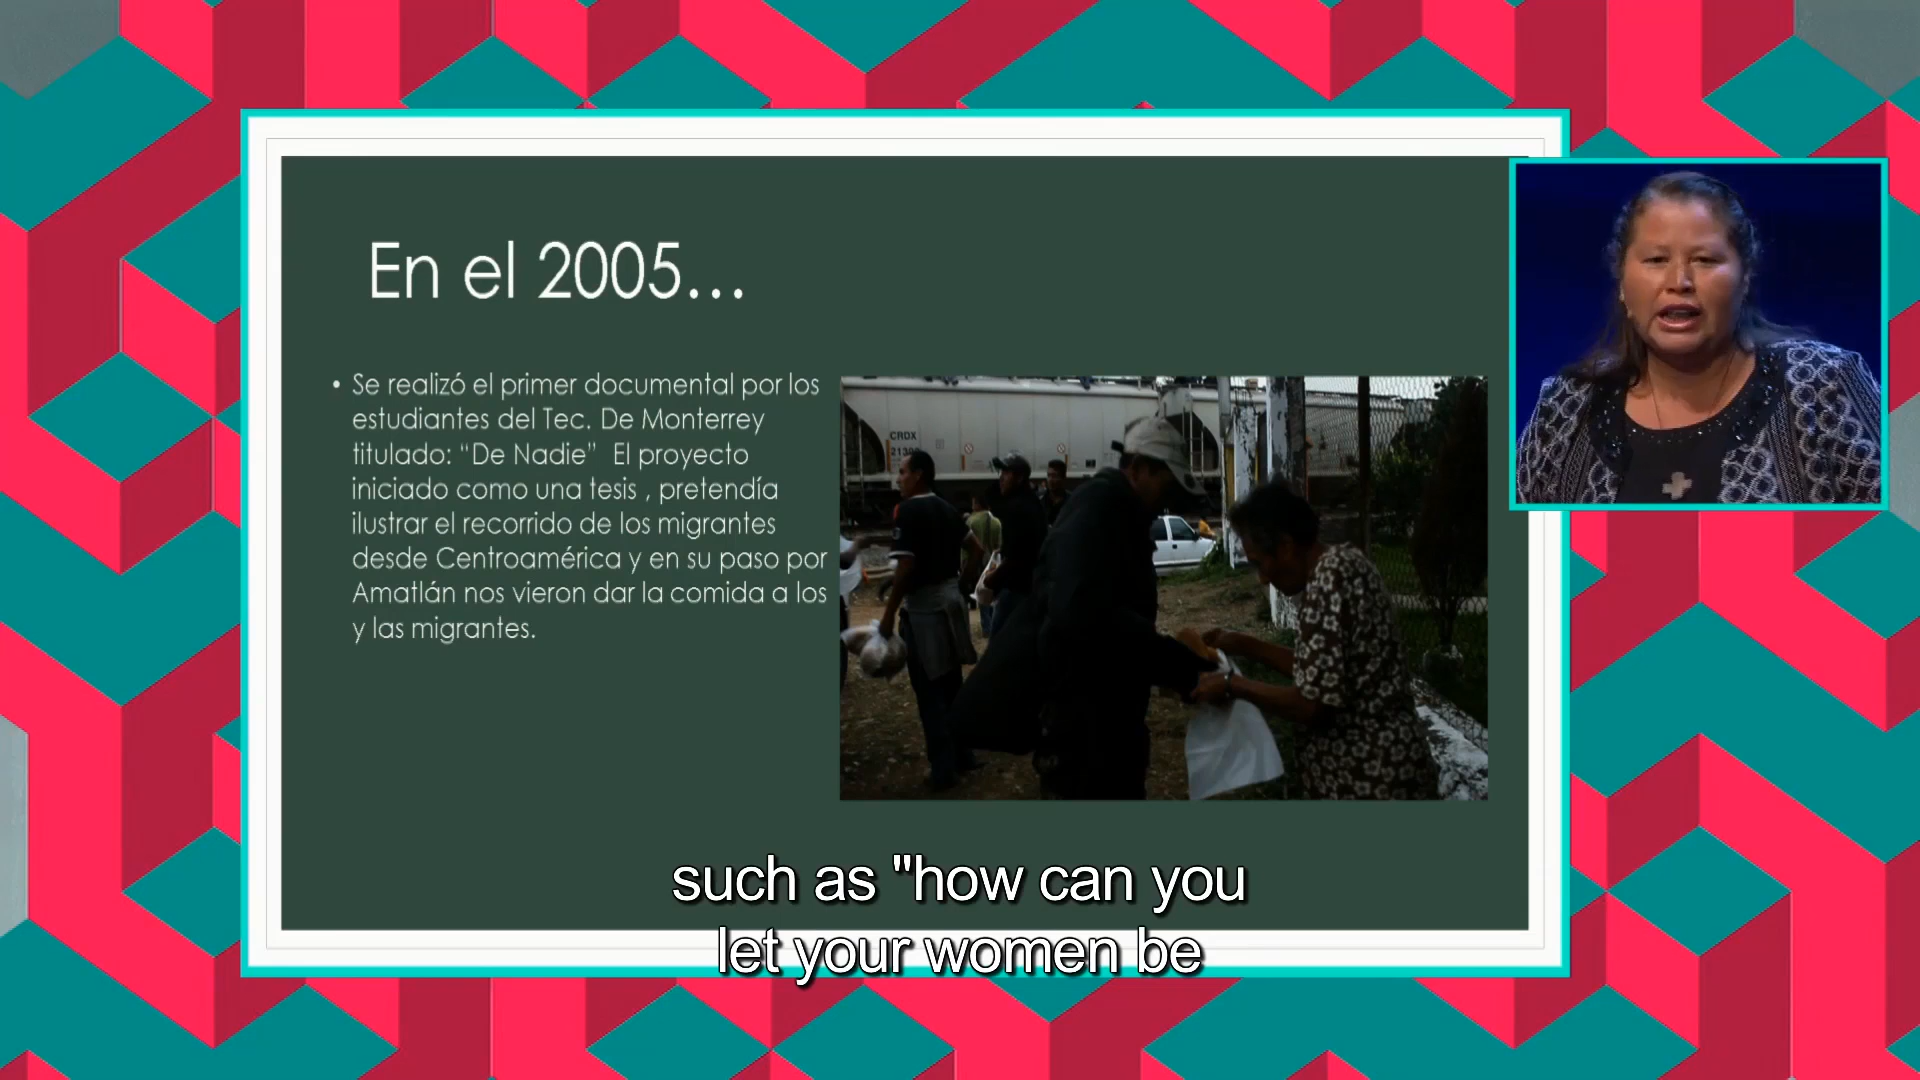 En el 2005...
• Se realizó el primer documental por los
estudiantes del Tec. De Monterrey
titulado: “De Nadie” El proyecto
iniciado como una tesis , pretendía
ilustrar el recorrido de los migrantes
desde Centroamérica y en su paso por
Amatlán nos vieron dar la comida a los
y las migrantes.
CRDX
such as "how can you
let your women be